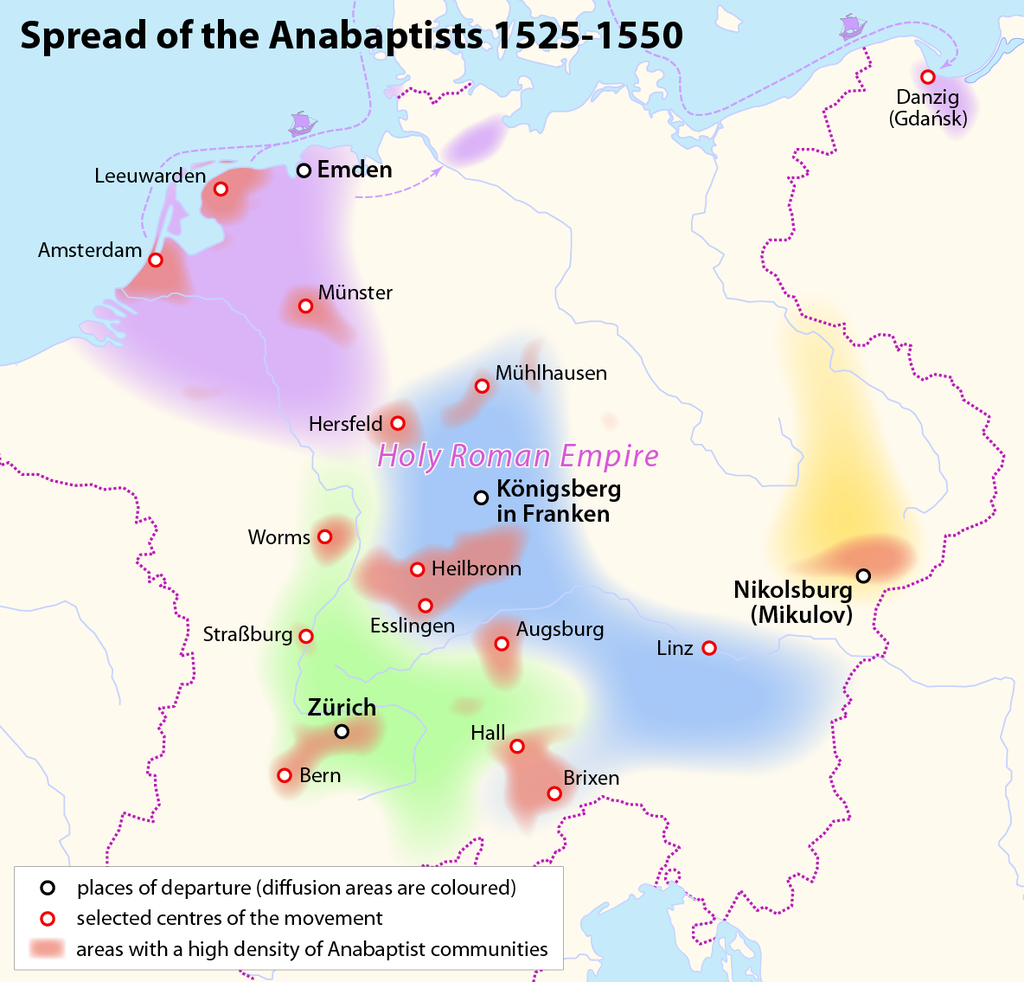 Spread of the Anabaptists 1525-1550
Danzig
(Gdańsk)
Emden
Leeuwarden
Amsterdam
Münster
Mühlhausen
Hersfeld
Holy Roman Empire
Königsberg
in Franken
Worms
Heilbronn
Nikolsburg
(Mikulov)
Esslingen
Straßburg
Augsburg
Linz
Zürich
Hall
Bern
Brixen
places of departure (diffusion areas are coloured)
selected centres of the movement
areas with a high density of Anabaptist communities